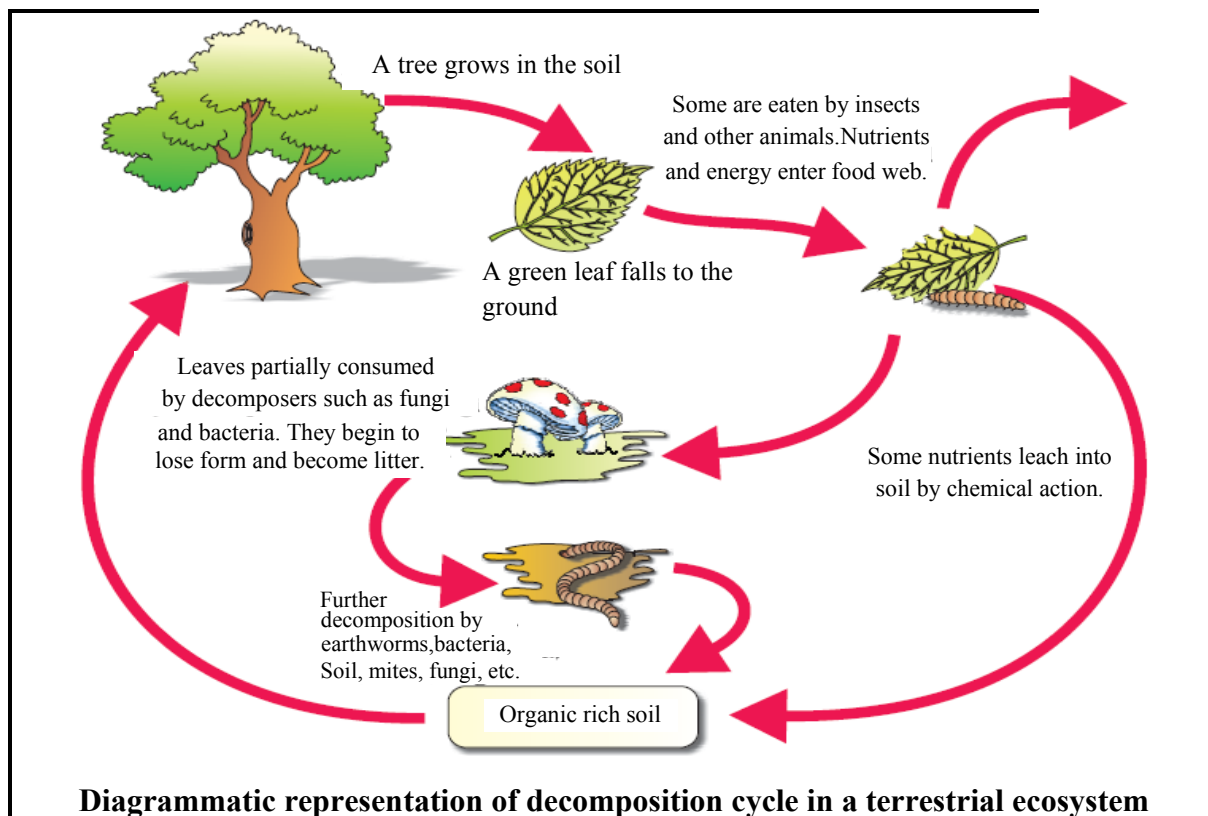 A tree grows in the soil
Some are eaten by insects
and other animals.Nutrients
and energy enter food web.
A green leaf falls to the
ground
Leaves partially consumed
by decomposers such as fungi
and bacteria. They begin to
lose form and become litter.
Some nutrients leach into
soil by chemical action.
Further
decomposition by
earthworms,bacteria,
Soil, mites, fungi, etc.
Organic rich soil
Diagrammatic representation of decomposition cycle in a terrestrial ecosystem